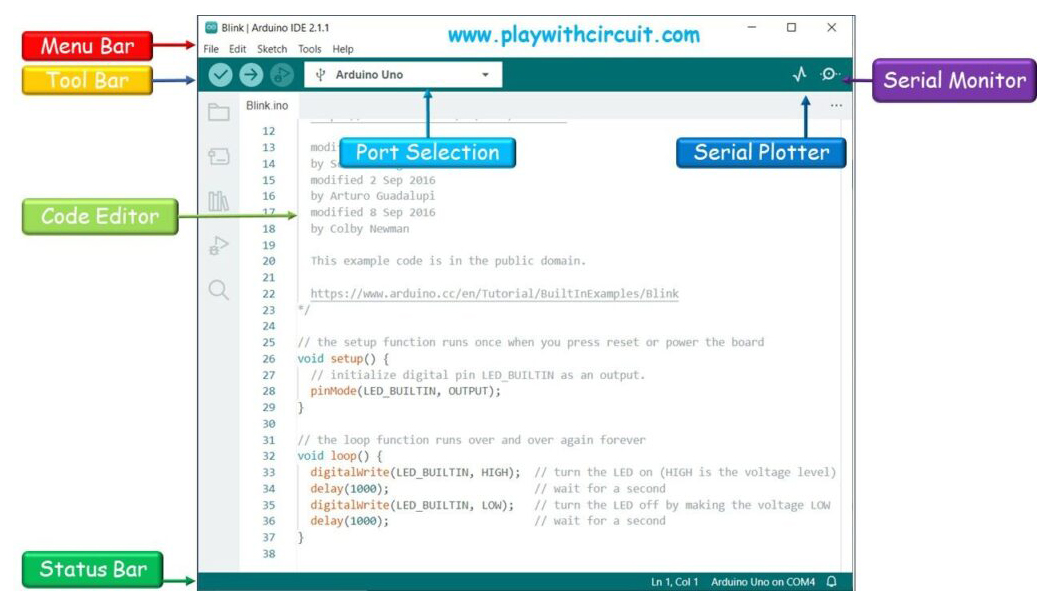 Blink | Arduino IDE 2.1.1
www.playwithcircuit.com
Menu Bar
File Edit Sketch Tools Help
Tool Bar
Arduino Uno
Serial Monitor
Blink.ino
...
12
Port Selection
Serial Plotter
13 modi
14 by S
15 modified 2 Sep 2016
16 by Arturo Guadalupi
Code Editor
17 modified 8 Sep 2016
18 by Colby Newman
19
20 This example code is in the public domain.
21
22 https://www.arduino.cc/en/Tutorial/BuiltInExamples/Blink
23 */
24
25 // the setup function runs once when you press reset or power the board
26 void setup() {
27 // initialize digital pin LED_BUILTIN as an output.
28 pinMode(LED_BUILTIN, OUTPUT);
29 }
30
31 // the loop function runs over and over again forever
32 void loop() {
33 digitalWrite(LED_BUILTIN, HIGH); // turn the LED on (HIGH is the voltage level)
34 delay(1000); // wait for a second
35 digitalWrite(LED_BUILTIN, LOW); // turn the LED off by making the voltage LOW
36 delay(1000); // wait for a second
37 }
38
Status Bar
Ln 1, Col 1 Arduino Uno on COM4